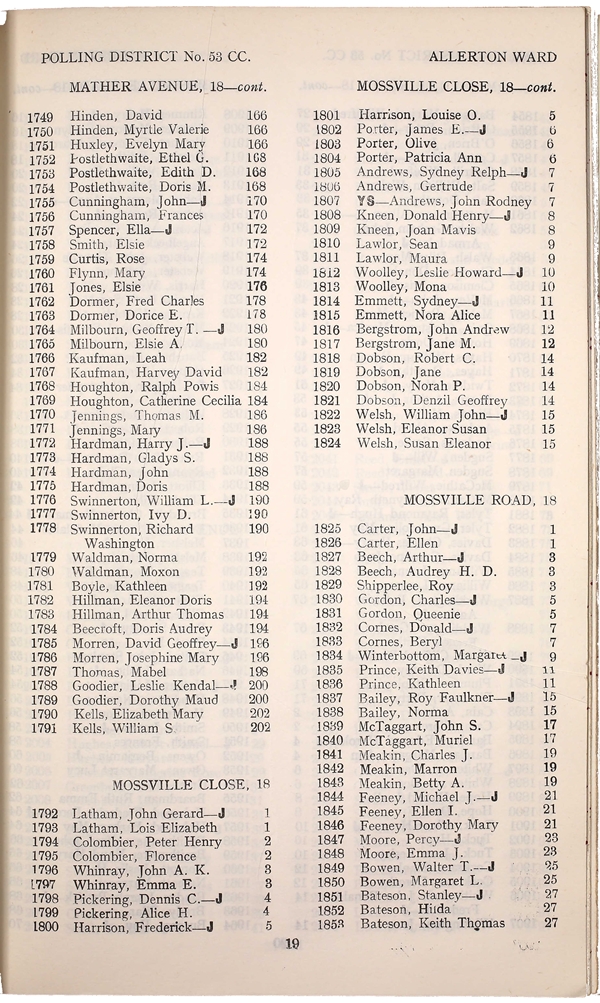 POLLING DISTRICT No. 53 CC.
ALLERTON WARD
MATHER AVENUE, 18—cont.
1749 Hinden, David 166
1750 Hinden, Myrtle Valerie 166
1751 Huxley, Evelyn Mary 166
1752 Postlethwaite, Ethel G. 168
1753 Postlethwaite, Edith D. 168
1754 Postlethwaite, Doris M. 168
1755 Cunningham, John—J 170
1756 Cunningham, Frances 170
1757 Spencer, Ella—J 172
1758 Smith, Elsie 172
1759 Curtis, Rose 174
1760 Flynn, Mary 174
1761 Jones, Elsie 176
1762 Dormer, Fred Charles 178
1763 Dormer, Dorice E. 178
1764 Milbourn, Geoffrey T. —J 180
1765 Milbourn, Elsie A. 180
1766 Kaufman, Leah 182
1767 Kaufman, Harvey David 182
1768 Houghton, Ralph Powis 184
1769 Houghton, Catherine Cecilia 184
1770 Jennings, Thomas M. 186
1771 Jennings, Mary 186
1772 Hardman, Harry J.—J 188
1773 Hardman, Gladys S. 188
1774 Hardman, John 188
1775 Hardman, Doris 188
1776 Swinnerton, William L.—J 190
1777 Swinnerton, Ivy D. 190
1778 Swinnerton, Richard 190
Washington
1779 Waldman, Norma 192
1780 Waldman, Moxon 192
1781 Boyle, Kathleen 192
1782 Hillman, Eleanor Doris 194
1783 Hillman, Arthur Thomas 194
1784 Beecroft, Doris Audrey 194
1785 Morren, David Geoffrey—J 196
1786 Morren, Josephine Mary 196
1787 Thomas, Mabel 198
1788 Goodier, Leslie Kendal—J 200
1789 Goodier, Dorothy Maud 200
1790 Kells, Elizabeth Mary 202
1791 Kells, William S 202
MOSSVILLE CLOSE, 18
1792 Latham, John Gerard—J 1
1793 Latham, Lois Elizabeth 1
1794 Colombier, Peter Henry 2
1795 Colombier, Florence 2
1796 Whinray, John A. K. 3
1797 Whinray, Emma E. 3
1798 Pickering, Dennis C.—J 4
1799 Pickering, Alice H. 4
1800 Harrison, Frederick—J 5
MOSSVILLE CLOSE, 18—cont.
1801 Harrison, Louise O. 5
1802 Porter, James E.—J 6
1803 Porter, Olive 6
1804 Porter, Patricia Ann 6
1805 Andrews, Sydney Relph—J 7
1806 Andrews, Gertrude 7
1807 YS—Andrews, John Rodney 7
1808 Kneen, Donald Henry—J 8
1809 Kneen, Joan Mavis 8
1810 Lawlor, Sean 9
1811 Lawlor, Maura 9
1812 Woolley, Leslie Howard—J 10
1813 Woolley, Mona 10
1814 Emmett, Sydney—J 11
1815 Emmett, Nora Alice 11
1816 Bergstrom, John Andrew 12
1817 Bergstrom, Jane M. 12
1818 Dobson, Robert C. 14
1819 Dobson, Jane 14
1820 Dobson, Norah P. 14
1821 Dobson, Denzil Geoffrey 14
1822 Welsh, William John—J 15
1823 Welsh, Eleanor Susan 15
1824 Welsh, Susan Eleanor 15
MOSSVILLE ROAD, 18
1825 Carter, John—J 1
1826 Carter, Ellen 1
1827 Beech, Arthur—J 3
1828 Beech, Audrey H. D. 3
1829 Shipperlee, Roy 3
1830 Gordon, Charles—J 5
1831 Gordon, Queenie 5
1832 Cornes, Donald—J 7
1833 Cornes, Beryl 7
1834 Winterbottom, Margaret—J 9
1835 Prince, Keith Davies—J 11
1836 Prince, Kathleen 11
1837 Bailey, Roy Faulkner—J 15
1838 Bailey, Norma 15
1839 McTaggart, John S. 17
1840 McTaggart, Muriel 17
1841 Meakin, Charles J. 19
1842 Meakin, Marron 19
1843 Meakin, Betty A. 19
1844 Feeney, Michael J.—J 21
1845 Feeney, Ellen I. 21
1846 Feeney, Dorothy Mary 21
1847 Moore, Percy—J 23
1848 Moore, Emma J. 23
1849 Bowen, Walter T.—J 25
1850 Bowen, Margaret L. 25
1851 Bateson, Stanley—J 27
1852 Bateson, Hilda 27
1853 Bateson, Keith Thomas 27
19